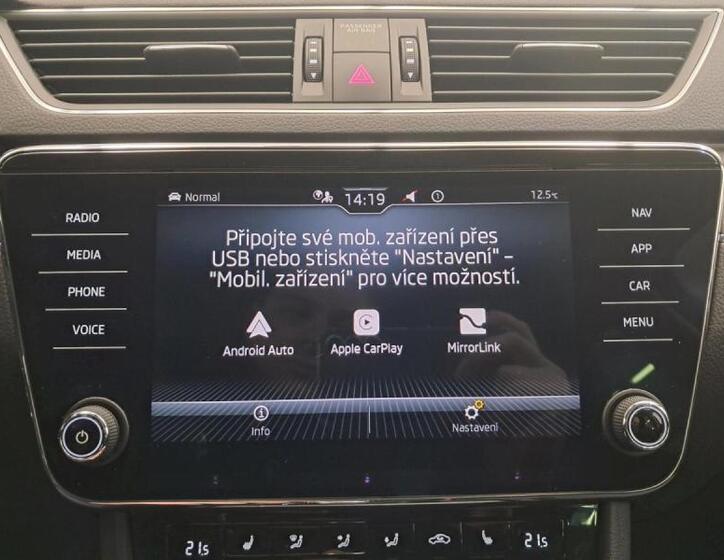 PASSENGER
AIR BAG
Normal
14:19
12.5°C
RADIO
MEDIA
PHONE
VOICE
Připojte své mob. zařízení přes
USB nebo stiskněte "Nastavení" –
"Mobil. zařízení" pro více možností.
Android Auto
Apple CarPlay
MirrorLink
Info
Nastavení
NAV
APP
CAR
MENU
21.5
21.5